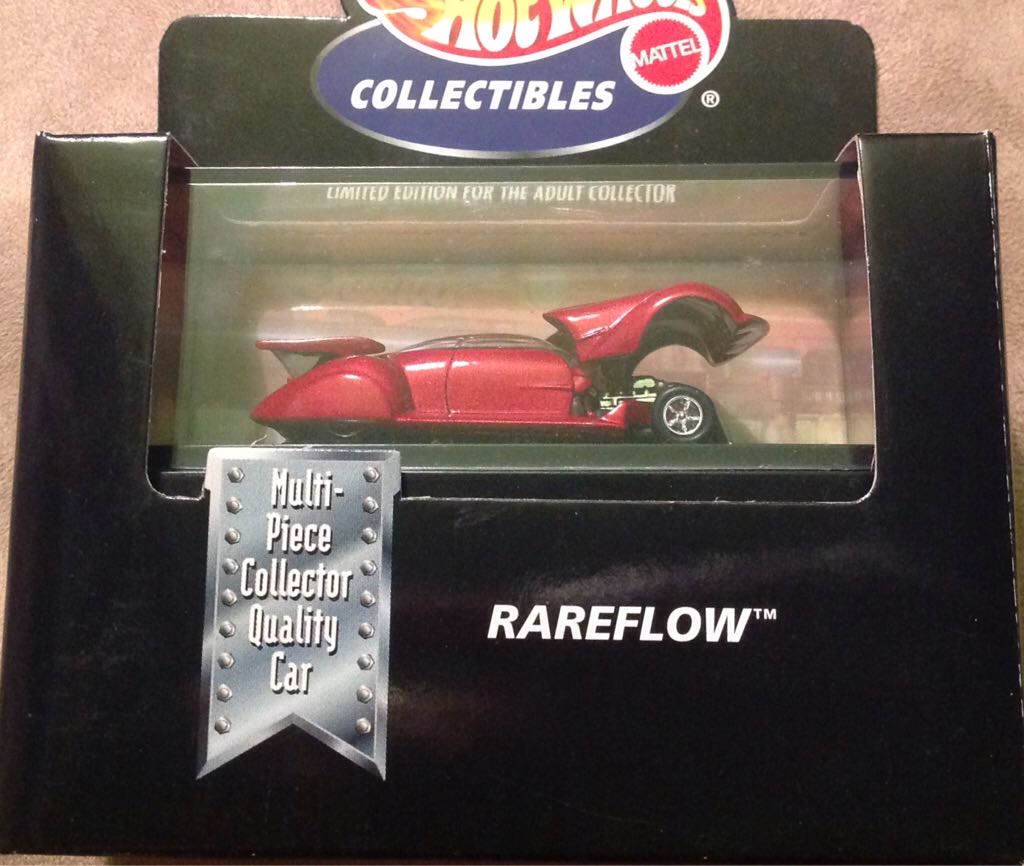 HOT WHEELS
MATTEL
COLLECTIBLES ®
LIMITED EDITION FOR THE ADULT COLLECTOR
Multi-
Piece
Collector
Quality
Car
RAREFLOW™